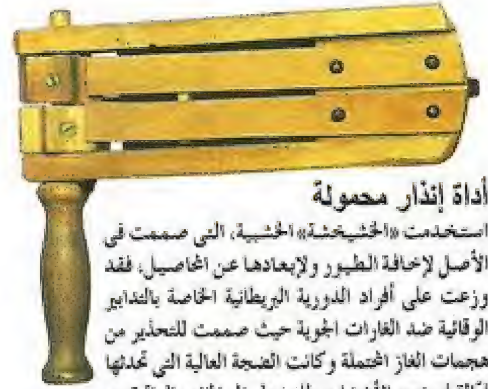 أداة إنذار محمولة
استخدمت «الخشيخشة» الخشبية، التي صممت في
الأصل لإخافة الطيور ولإبعادها عن المحاصيل، فقد
وزعت على أفراد الدورية البريطانية الخاصة بالتدابير
الوقائية ضد الغارات الجوية حيث صممت للتحذير من
هجمات الغاز المحتملة وكانت الضجة العالية التي تحدثها